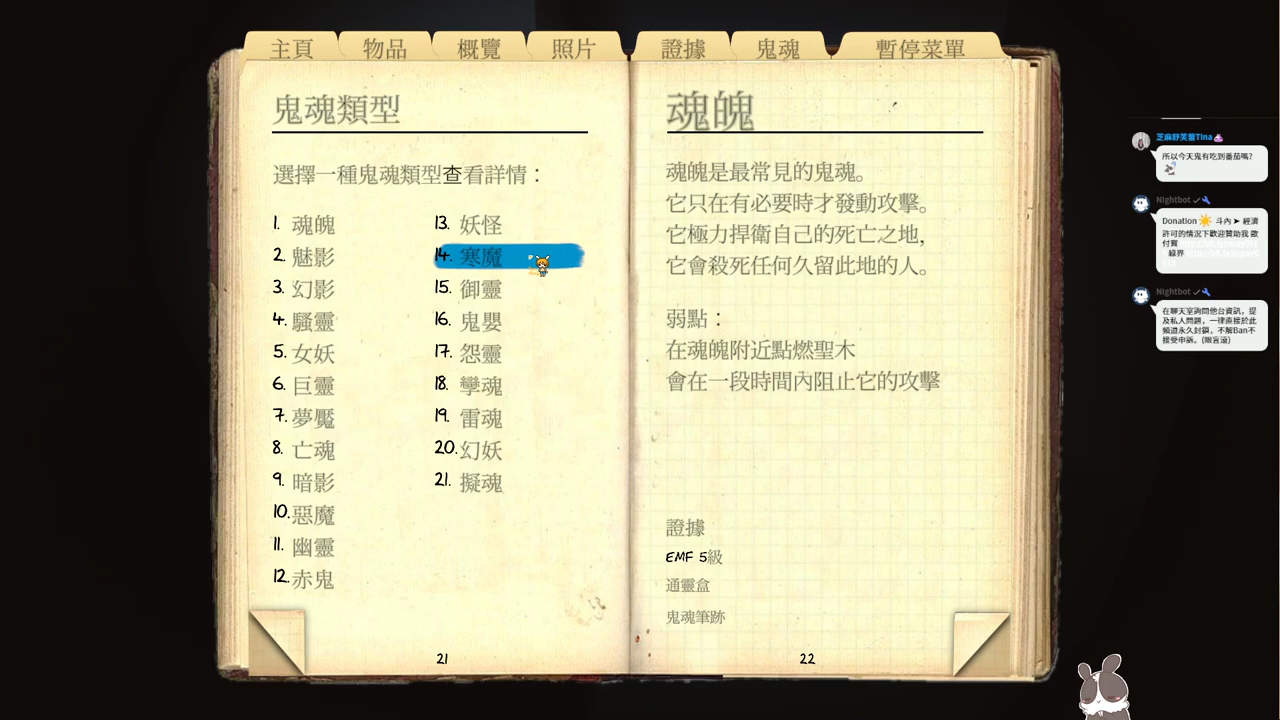 主頁 物品 概覽 照片 證據 鬼魂 暫停菜單
鬼魂類型
選擇一種鬼魂類型查看詳情：
1. 魂魄
2. 魅影
3. 幻影
4. 騷靈
5. 女妖
6. 巨靈
7. 夢魘
8. 亡魂
9. 暗影
10. 惡魔
11. 幽靈
12. 赤鬼
13. 妖怪
14. 寒魔
15. 御靈
16. 鬼嬰
17. 怨靈
18. 孿魂
19. 雷魂
20. 幻妖
21. 擬魂
21
魂魄
魂魄是最常見的鬼魂。
它只在有必要時才發動攻擊。
它極力捍衛自己的死亡之地,
它會殺死任何久留此地的人。
弱點：
在魂魄附近點燃聖木
會在一段時間內阻止它的攻擊
證據
EMF 5級
通靈盒
鬼魂筆跡
22
所以今天鬼有吃到番茄嗎?
Nightbot
Donation 斗內 ➤ 經濟
許可的情況下歡迎贊助我 歐
付寶
綠界
Nightbot
在聊天室詢問他台資訊，提
及私人問題，一律直接於此
頻道永久封鎖，不解Ban不
接受申訴。(眼盲滾)